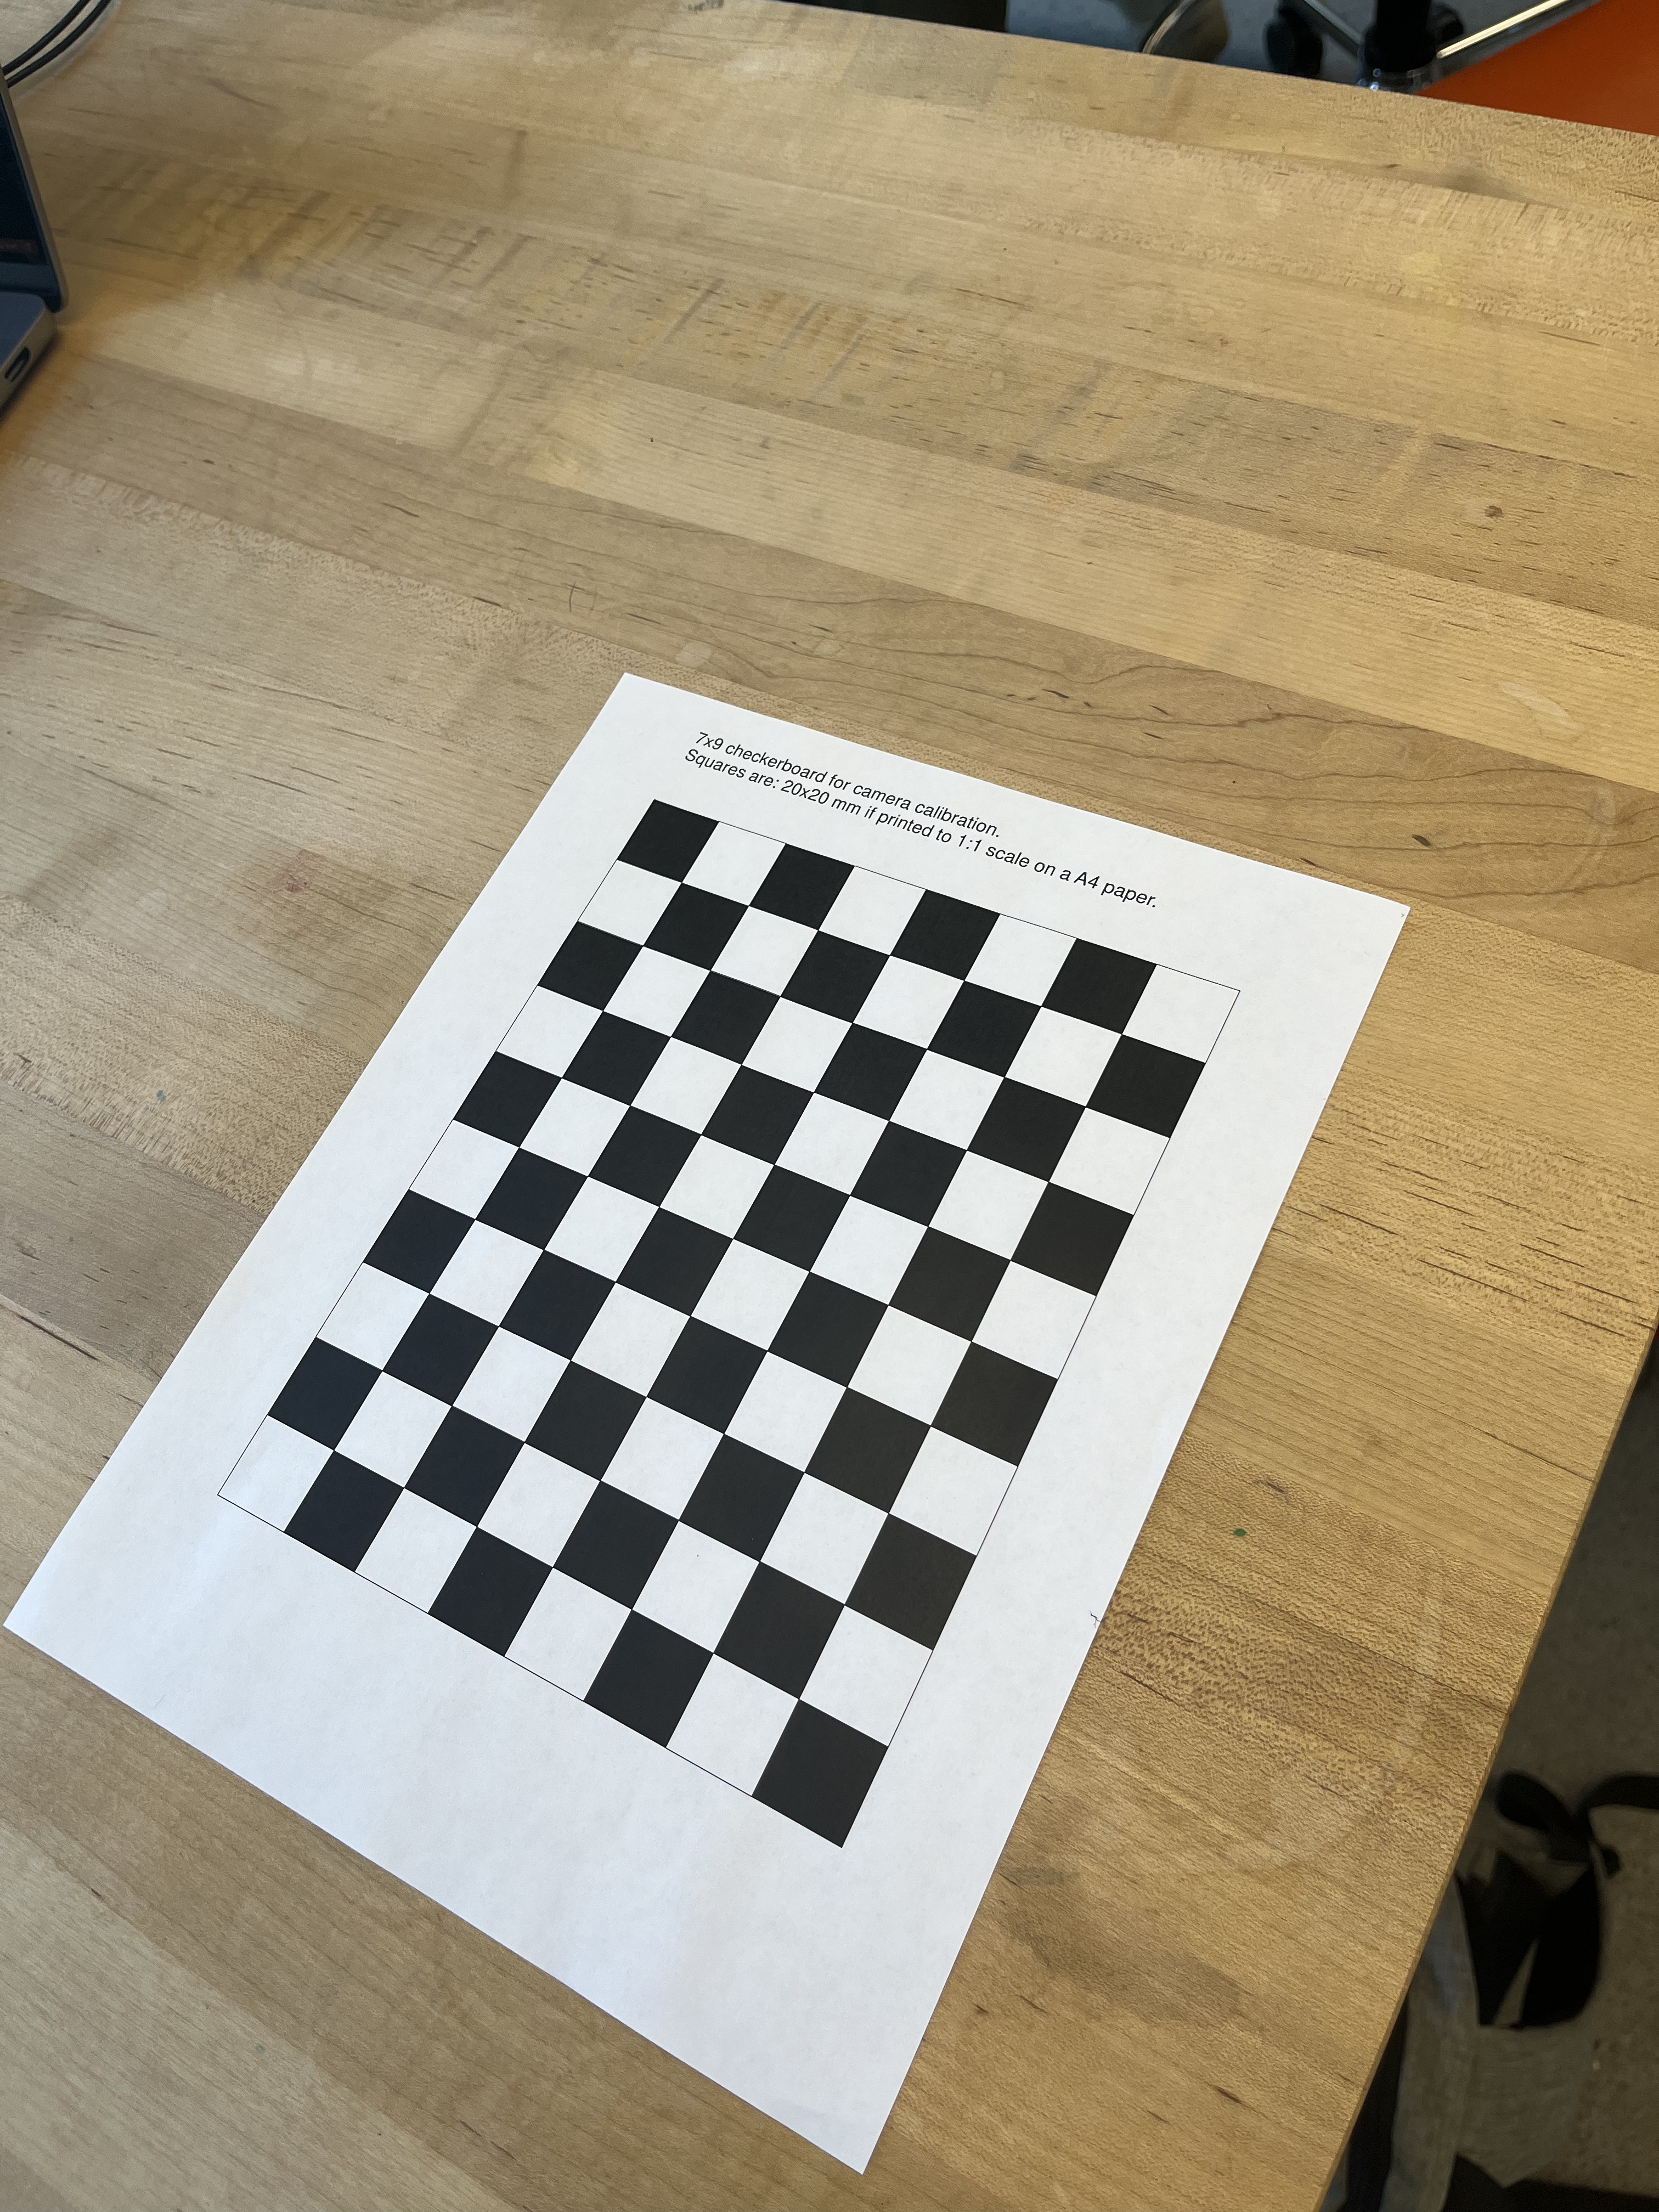 7x9 checkerboard for camera calibration.
Squares are: 20x20 mm if printed to 1:1 scale on a A4 paper.